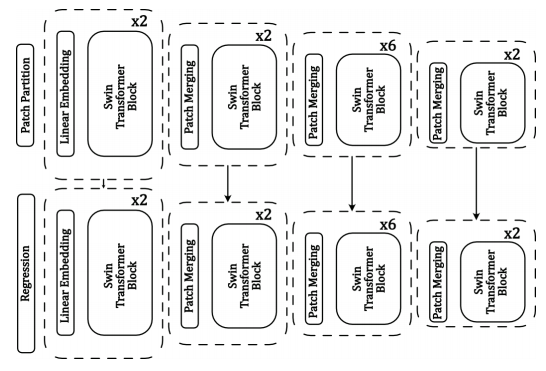 Patch Partition
x2
Linear Embedding
Swin
Transformer
Block
x2
Patch Merging
Swin
Transformer
Block
x6
Patch Merging
Swin
Transformer
Block
x2
Patch Merging
Swin
Transformer
Block
Regression
x2
Linear Embedding
Swin
Transformer
Block
x2
Patch Merging
Swin
Transformer
Block
x6
Patch Merging
Swin
Transformer
Block
x2
Patch Merging
Swin
Transformer
Block